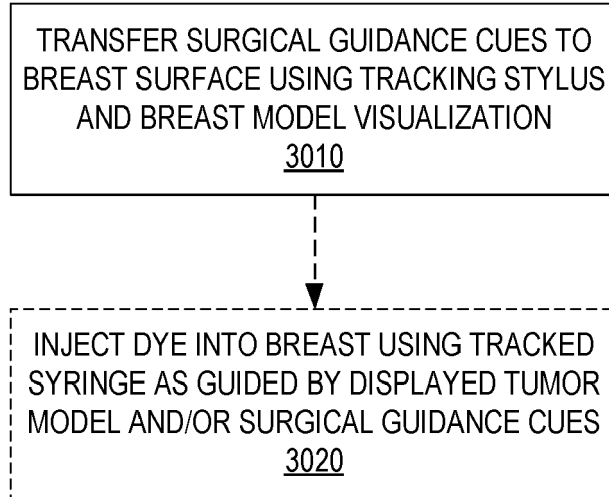 TRANSFER SURGICAL GUIDANCE CUES TO
BREAST SURFACE USING TRACKING STYLUS
AND BREAST MODEL VISUALIZATION
3010
INJECT DYE INTO BREAST USING TRACKED
SYRINGE AS GUIDED BY DISPLAYED TUMOR
MODEL AND/OR SURGICAL GUIDANCE CUES
3020